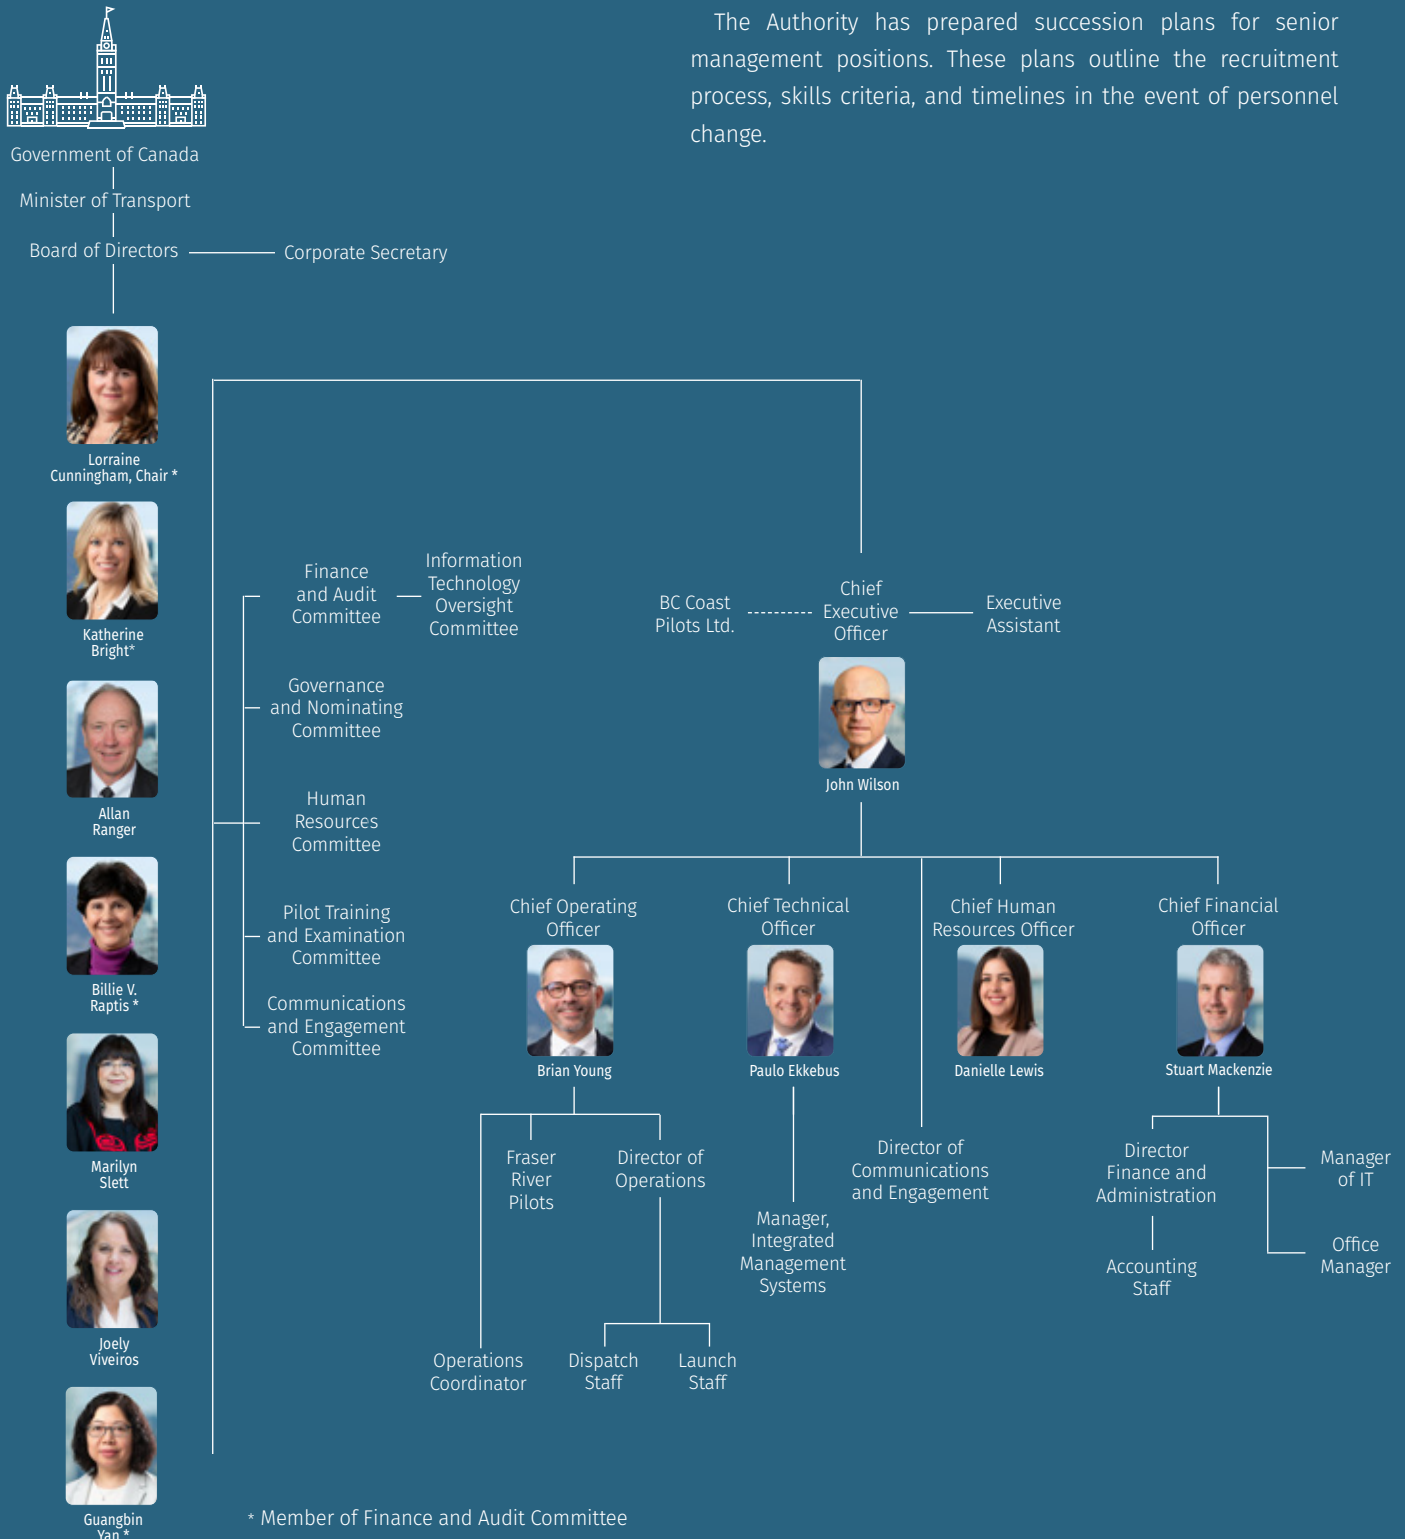 The Authority has prepared succession plans for senior
management positions. These plans outline the recruitment
process, skills criteria, and timelines in the event of personnel
change.
Government of Canada
Minister of Transport
Board of Directors
Corporate Secretary
Lorraine
Cunningham, Chair *
Katherine
Bright*
Allan
Ranger
Billie V.
Raptis *
Marilyn
Slett
Joely
Viveiros
Guangbin
Yan *
Finance
and Audit
Committee
Information
Technology
Oversight
Committee
Governance
and Nominating
Committee
Human
Resources
Committee
Pilot Training
and Examination
Committee
Communications
and Engagement
Committee
BC Coast
Pilots Ltd.
Chief
Executive
Officer
Executive
Assistant
John Wilson
Chief Operating
Officer
Brian Young
Chief Technical
Officer
Paulo Ekkebus
Chief Human
Resources Officer
Danielle Lewis
Chief Financial
Officer
Stuart Mackenzie
Fraser
River
Pilots
Director of
Operations
Manager,
Integrated
Management
Systems
Director of
Communications
and Engagement
Director
Finance and
Administration
Manager
of IT
Office
Manager
Accounting
Staff
Operations
Coordinator
Dispatch
Staff
Launch
Staff
* Member of Finance and Audit Committee